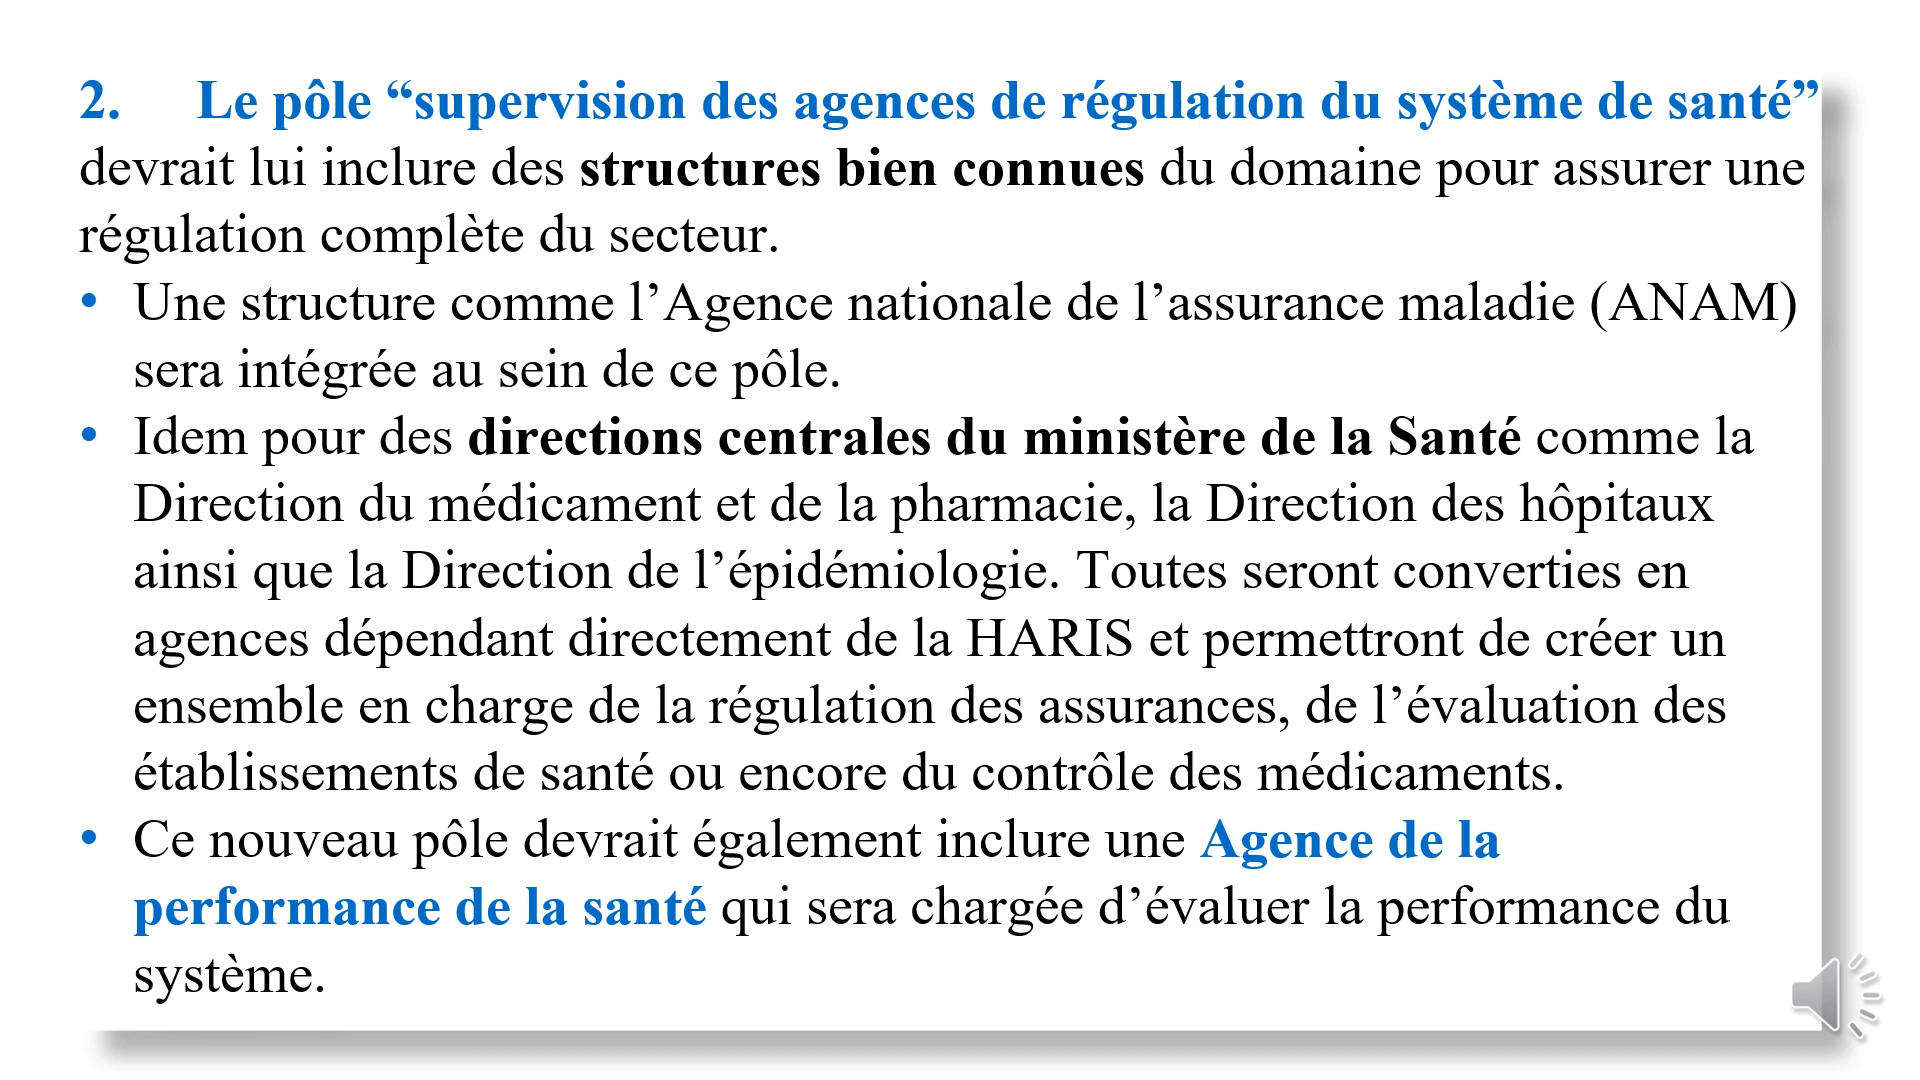 2. Le pôle “supervision des agences de régulation du système de santé”
devrait lui inclure des structures bien connues du domaine pour assurer une
régulation complète du secteur.
• Une structure comme l’Agence nationale de l’assurance maladie (ANAM)
sera intégrée au sein de ce pôle.
• Idem pour des directions centrales du ministère de la Santé comme la
Direction du médicament et de la pharmacie, la Direction des hôpitaux
ainsi que la Direction de l’épidémiologie. Toutes seront converties en
agences dépendant directement de la HARIS et permettront de créer un
ensemble en charge de la régulation des assurances, de l’évaluation des
établissements de santé ou encore du contrôle des médicaments.
• Ce nouveau pôle devrait également inclure une Agence de la
performance de la santé qui sera chargée d’évaluer la performance du
système.